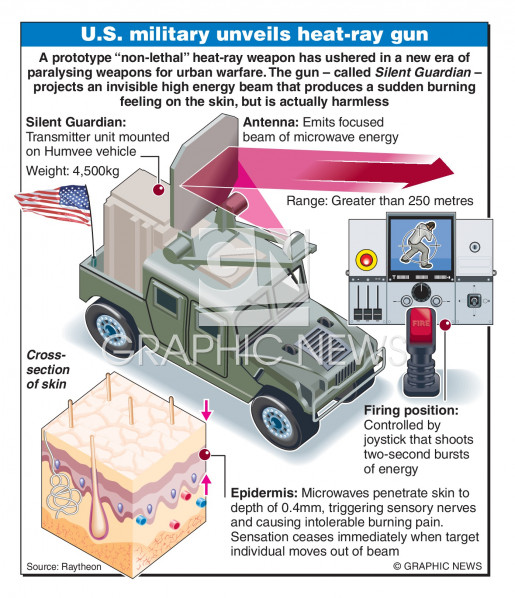 U.S. military unveils heat-ray gun
A prototype “non-lethal” heat-ray weapon has ushered in a new era of
paralysing weapons for urban warfare. The gun – called Silent Guardian –
projects an invisible high energy beam that produces a sudden burning
feeling on the skin, but is actually harmless
Silent Guardian:
Transmitter unit mounted
on Humvee vehicle
Weight: 4,500kg
Antenna: Emits focused
beam of microwave energy
Range: Greater than 250 metres
FIRE
GN
GRAPHIC NEWS
Cross-
section
of skin
Firing position:
Controlled by
joystick that shoots
two-second bursts
of energy
Epidermis: Microwaves penetrate skin to
depth of 0.4mm, triggering sensory nerves
and causing intolerable burning pain.
Sensation ceases immediately when target
individual moves out of beam
Source: Raytheon
© GRAPHIC NEWS